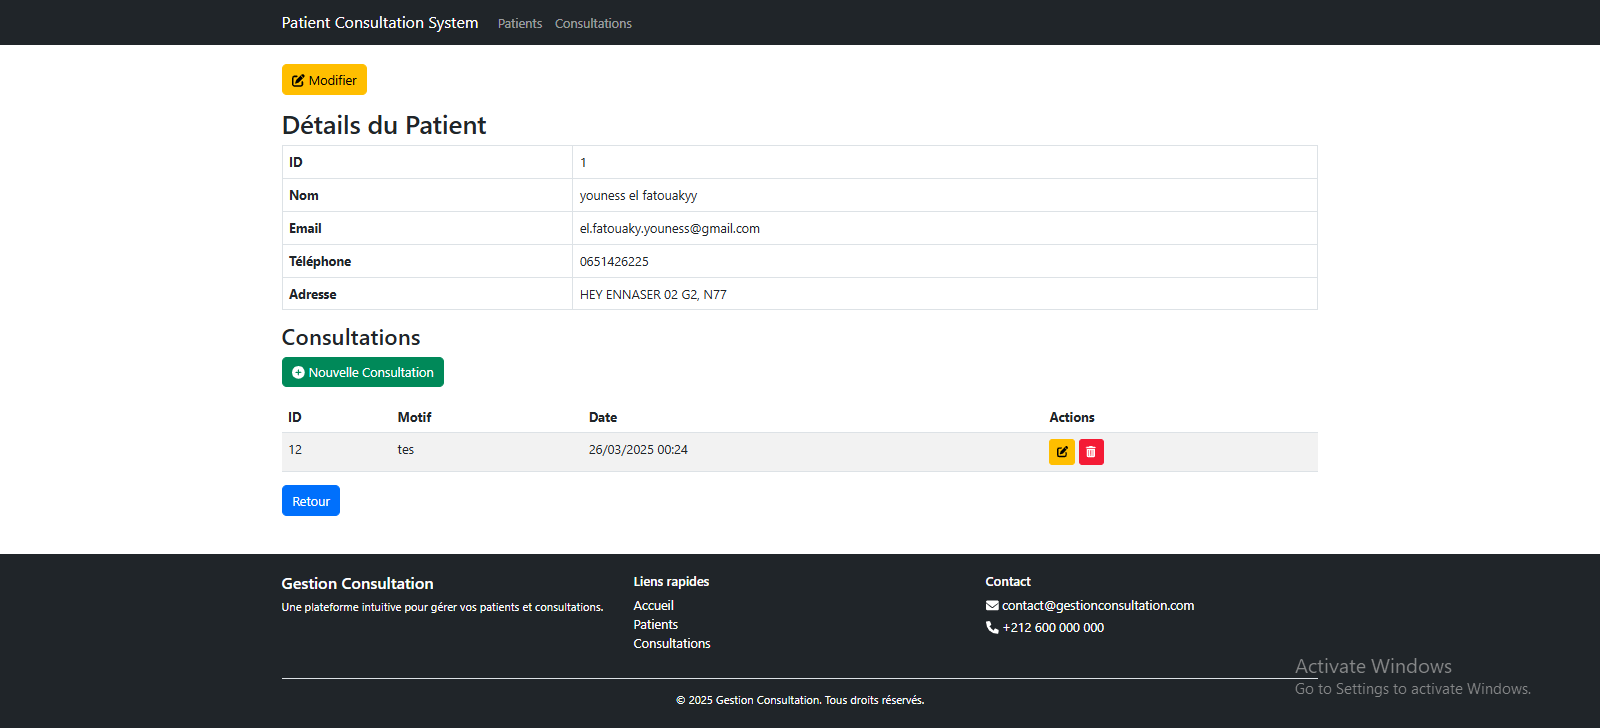 Patient Consultation System Patients Consultations
Modifier
Détails du Patient
ID 1
Nom youness el fatouakyy
Email el.fatouaky.youness@gmail.com
Téléphone 0651426225
Adresse HEY ENNASER 02 G2, N77
Consultations
Nouvelle Consultation
ID Motif Date Actions
12 tes 26/03/2025 00:24
Retour
Gestion Consultation
Une plateforme intuitive pour gérer vos patients et consultations.
Liens rapides
Accueil
Patients
Consultations
Contact
contact@gestionconsultation.com
+212 600 000 000
Activate Windows
Go to Settings to activate Windows.
© 2025 Gestion Consultation. Tous droits réservés.